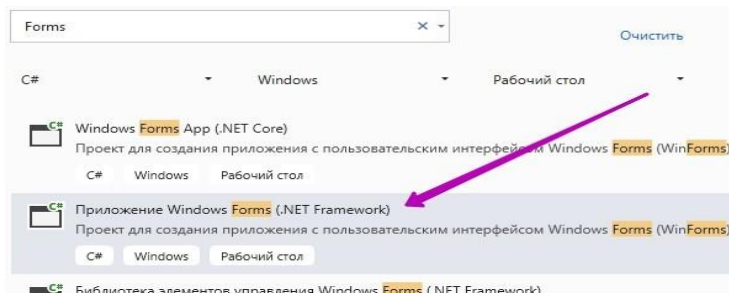 Forms
Очистить
C# Windows Рабочий стол
C#
Windows Forms App (.NET Core)
Проект для создания приложения с пользовательским интерфейсом Windows Forms (WinForms)
C# Windows Рабочий стол
C#
Приложение Windows Forms (.NET Framework)
Проект для создания приложения с пользовательским интерфейсом Windows Forms (WinForms)
C# Windows Рабочий стол
C#
Библиотека элементов управления Windows Forms (.NET Framework)